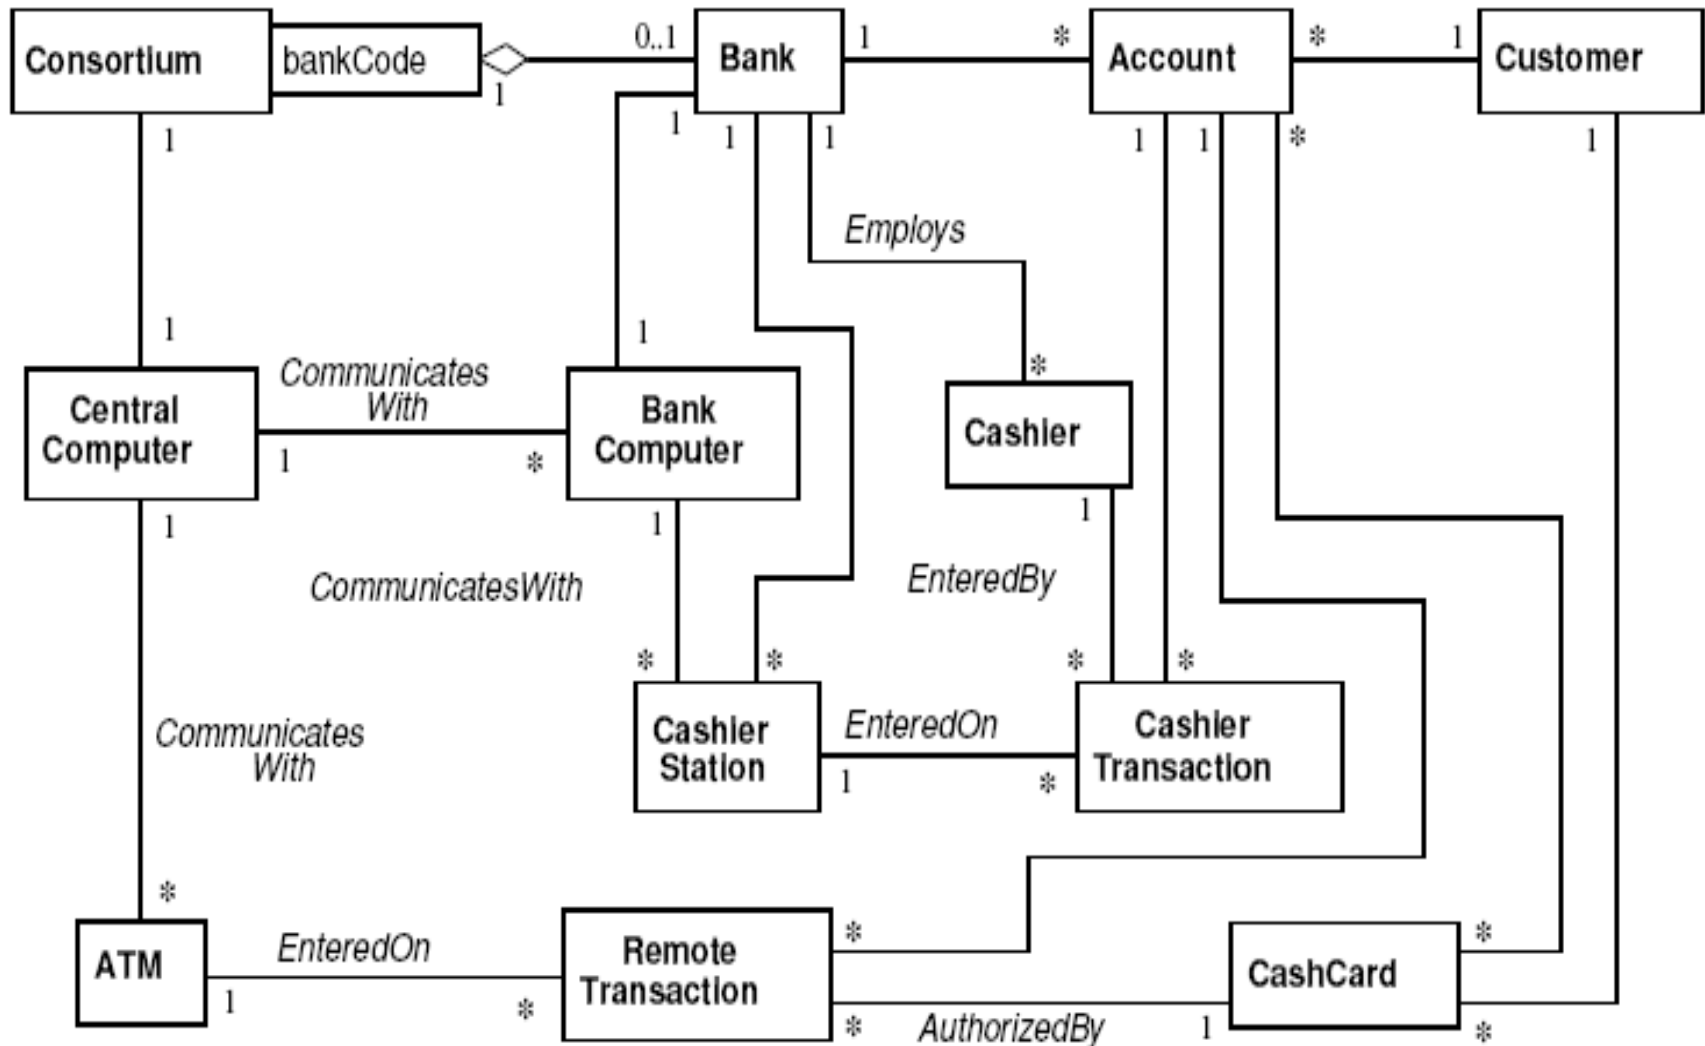 Consortium
bankCode
1
0..1
Bank
1
*
Account
*
1
Customer
1
1
1
1
1
1
*
1
Employs
1
1
*
Communicates
With
Central
Computer
1
*
Bank
Computer
Cashier
1
1
1
CommunicatesWith
EnteredBy
*
*
*
*
Communicates
With
Cashier
Station
EnteredOn
1
*
Cashier
Transaction
*
ATM
EnteredOn
1
*
Remote
Transaction
*
*
AuthorizedBy
1
CashCard
*
*